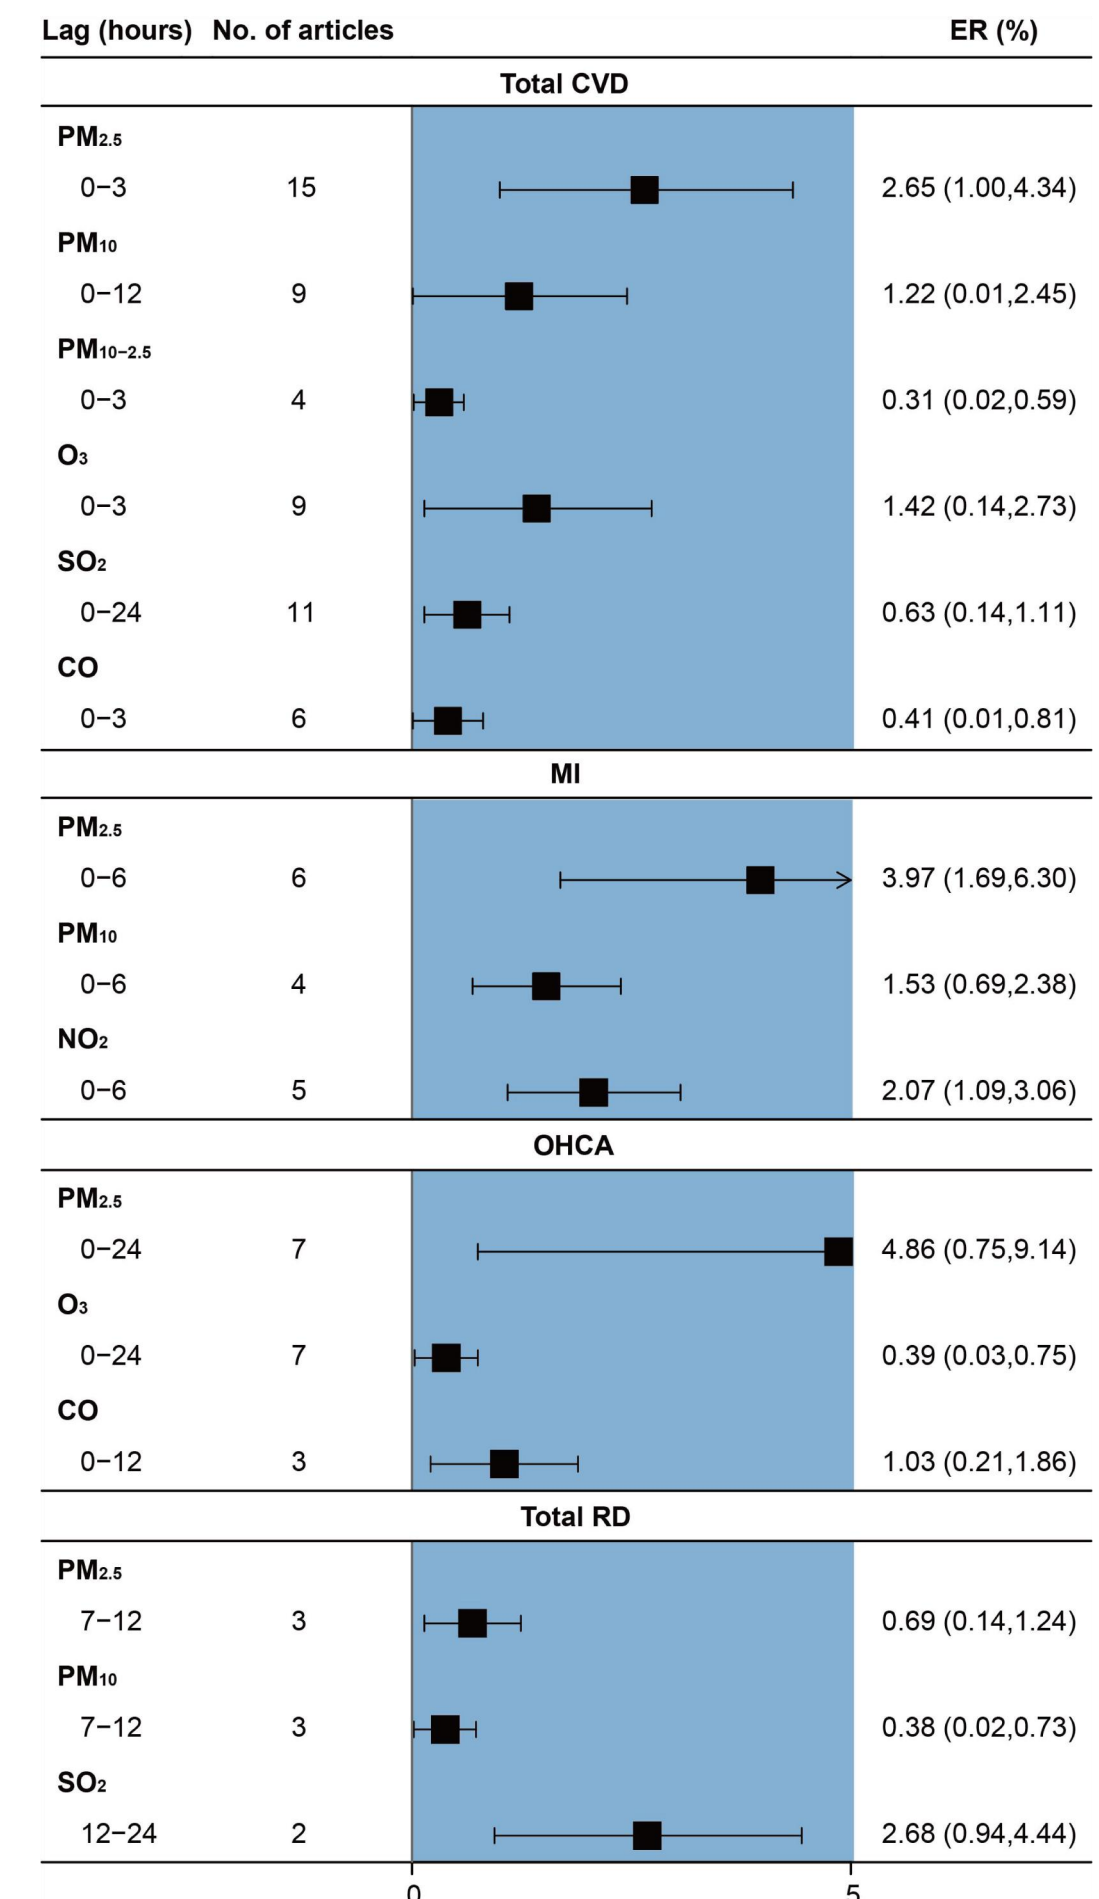 Lag (hours) No. of articles ER (%)
Total CVD
PM2.5
0−3 15 2.65 (1.00,4.34)
PM10
0−12 9 1.22 (0.01,2.45)
PM10−2.5
0−3 4 0.31 (0.02,0.59)
O3
0−3 9 1.42 (0.14,2.73)
SO2
0−24 11 0.63 (0.14,1.11)
CO
0−3 6 0.41 (0.01,0.81)
MI
PM2.5
0−6 6 3.97 (1.69,6.30)
PM10
0−6 4 1.53 (0.69,2.38)
NO2
0−6 5 2.07 (1.09,3.06)
OHCA
PM2.5
0−24 7 4.86 (0.75,9.14)
O3
0−24 7 0.39 (0.03,0.75)
CO
0−12 3 1.03 (0.21,1.86)
Total RD
PM2.5
7−12 3 0.69 (0.14,1.24)
PM10
7−12 3 0.38 (0.02,0.73)
SO2
12−24 2 2.68 (0.94,4.44)
0 5